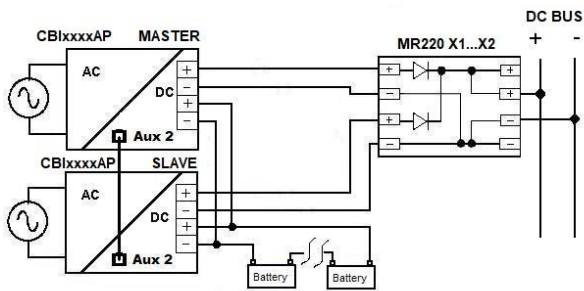 DC BUS
CBIxxxxAP MASTER
MR220 X1...X2
+ -
AC
DC
+
-
+
-
Aux 2
+
-
+
-
+
+
-
-
CBIxxxxAP SLAVE
AC
DC
+
-
+
-
Aux 2
Battery
Battery